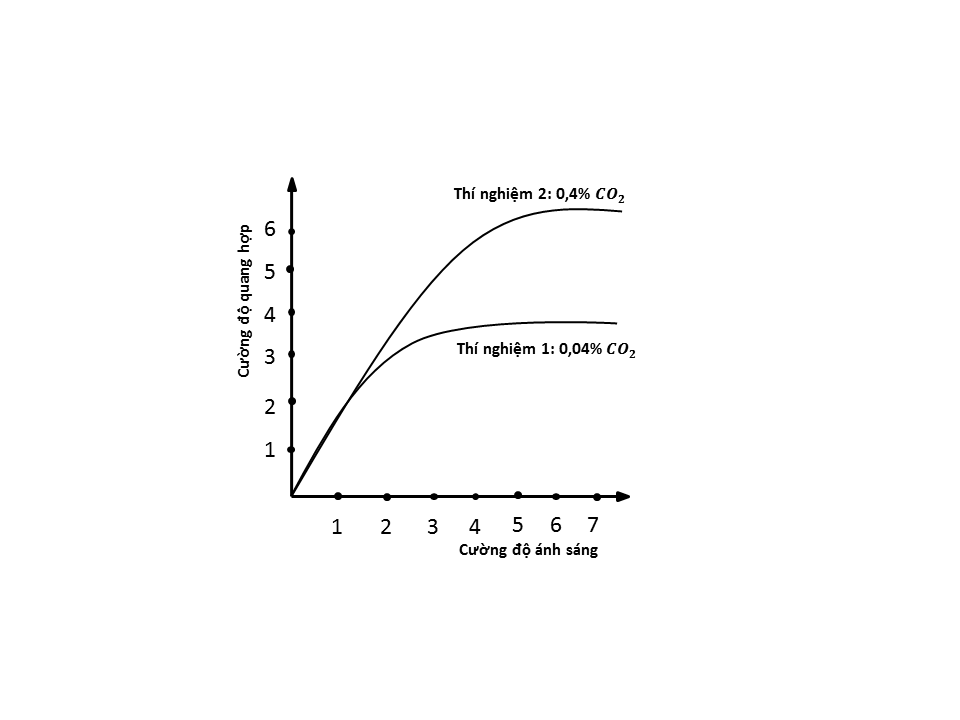 Thí nghiệm 2: 0,4% CO₂
Cường độ quang hợp
6
5
4
3
2
1
Thí nghiệm 1: 0,04% CO₂
1 2 3 4 5 6 7
Cường độ ánh sáng